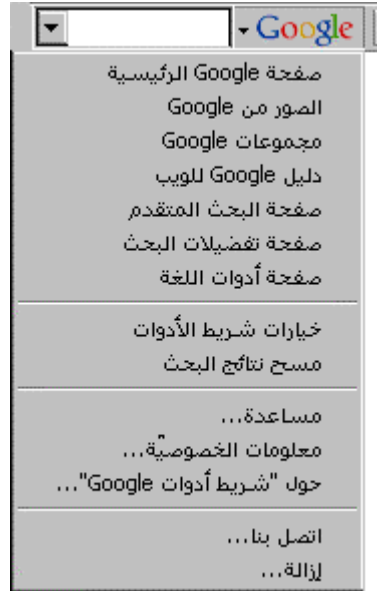 Google
صفحة Google الرئيسية
الصور من Google
مجموعات Google
دليل Google للويب
صفحة البحث المتقدم
صفحة تفضيلات البحث
صفحة أدوات اللغة
خيارات شريط الأدوات
مسح نتائج البحث
مساعدة...
معلومات الخصوصيّة...
حول "شريط أدوات Google"...
اتصل بنا...
إزالة...